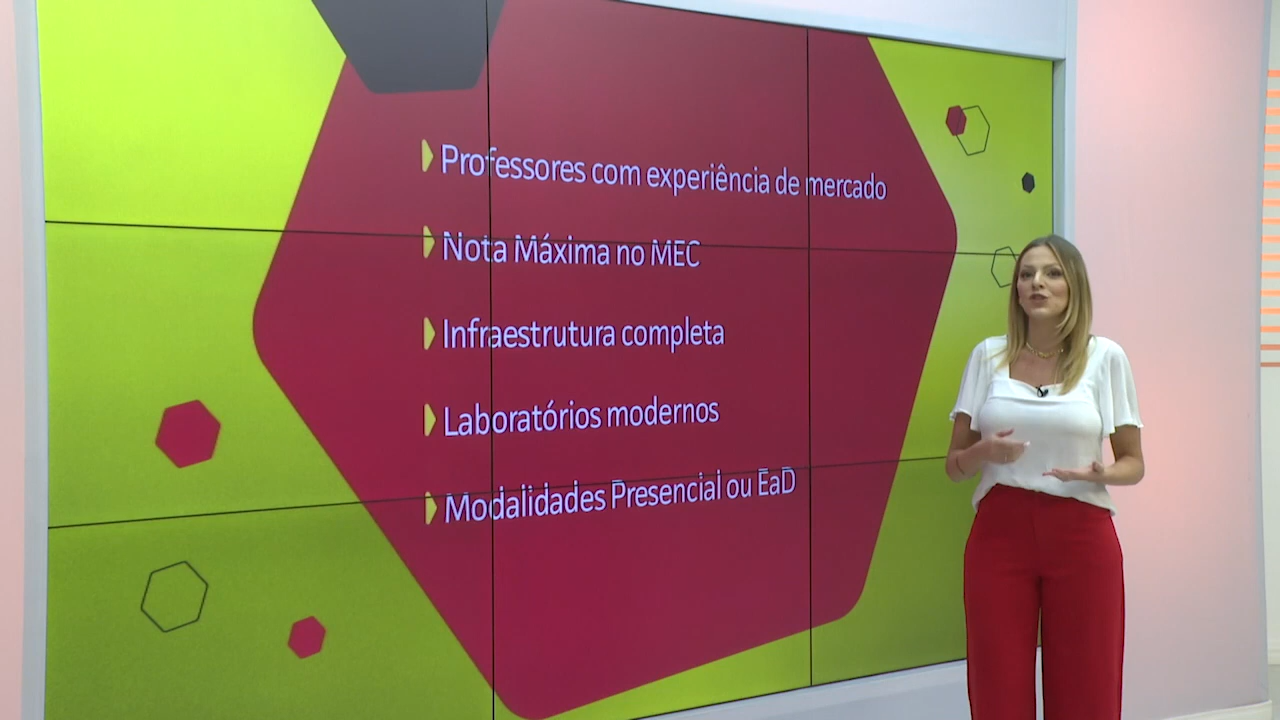 Professores com experiência de mercado
Nota Máxima no MEC
Infraestrutura completa
Laboratórios modernos
Modalidades Presencial ou EaD